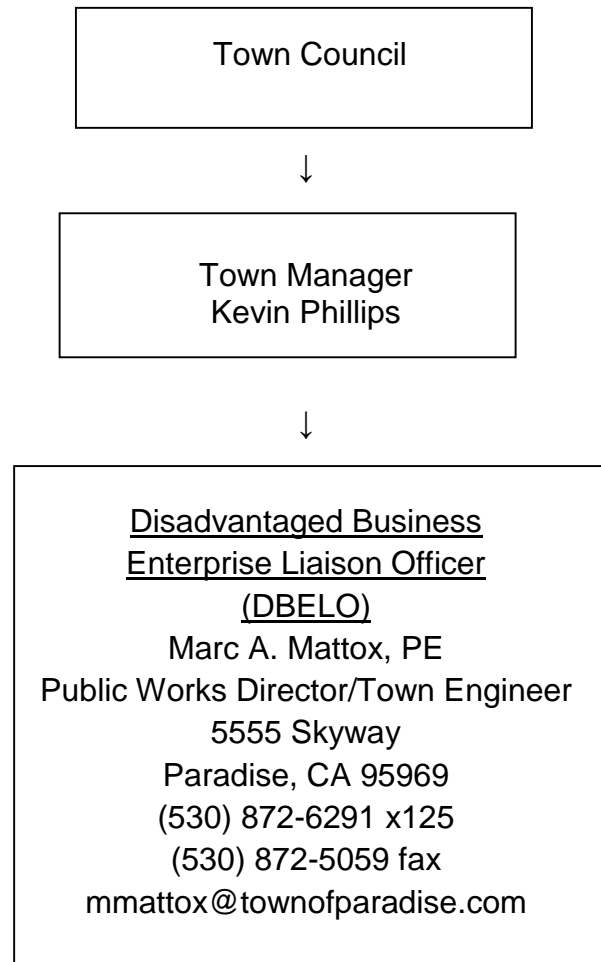 Town Council
↓
Town Manager
Kevin Phillips
↓
Disadvantaged Business
Enterprise Liaison Officer
(DBELO)
Marc A. Mattox, PE
Public Works Director/Town Engineer
5555 Skyway
Paradise, CA 95969
(530) 872-6291 x125
(530) 872-5059 fax
mmattox@townofparadise.com